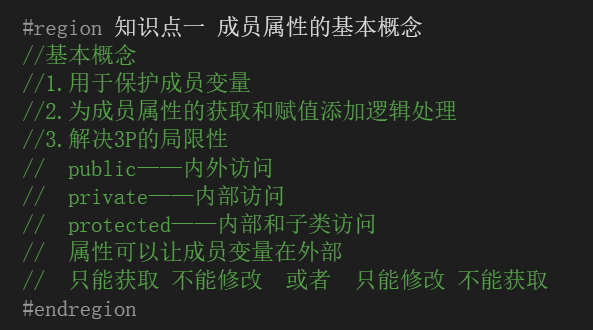 #region 知识点一 成员属性的基本概念
//基本概念
//1.用于保护成员变量
//2.为成员属性的获取和赋值添加逻辑处理
//3.解决3P的局限性
//  public——内外访问
//  private——内部访问
//  protected——内部和子类访问
//  属性可以让成员变量在外部
//  只能获取 不能修改  或者  只能修改 不能获取
#endregion